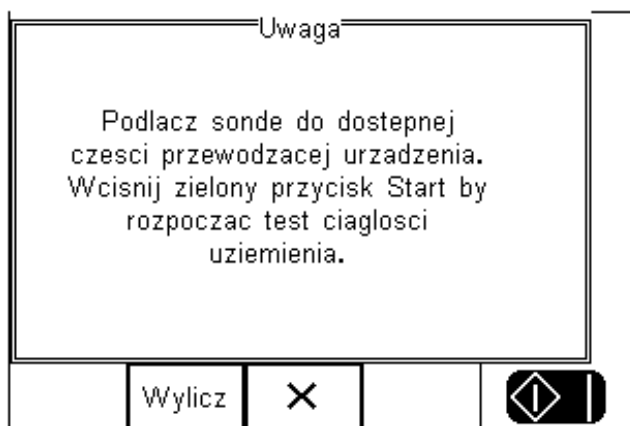 Uwaga
Podlacz sonde do dostepnej
czesci przewodzacej urzadzenia.
Wcisnij zielony przycisk Start by
rozpoczac test ciaglosci
uziemienia.
Wylicz